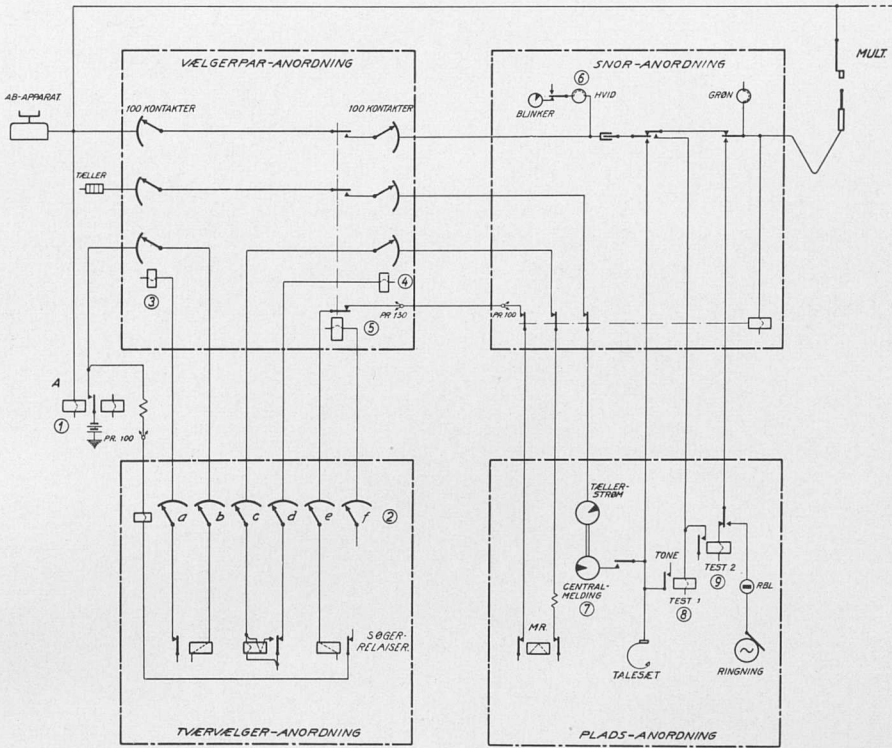 VÆLGERPAR-ANORDNING
SNOR-ANORDNING
MULT.
AB-APPARAT.
100 KONTAKTER
100 KONTAKTER
6
HVID
BLINKER
GRØN
TÆLLER
3
4
5
PR 130
PR 100
A
1
PR. 100
a
b
c
d
e
f
2
SØGER-
RELAISER.
TVÆRVÆLGER-ANORDNING
TÆLLER-
STRØM
CENTRAL-
MELDING
7
TONE
TEST 1
8
TEST 2
9
RBL
MR.
TALESÆT
RINGNING
PLADS-ANORDNING